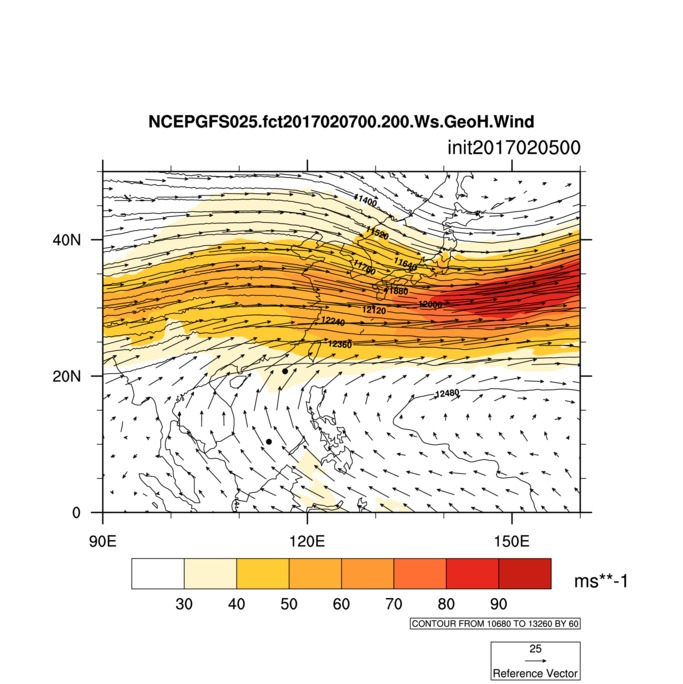 NCEPGFS025.fct2017020700.200.Ws.GeoH.Wind
init2017020500
11400
11520
11640
11760
11880
12000
12120
12240
12360
12480
40N
20N
0
90E 120E 150E
30 40 50 60 70 80 90
ms**-1
CONTOUR FROM 10680 TO 13260 BY 60
25
Reference Vector